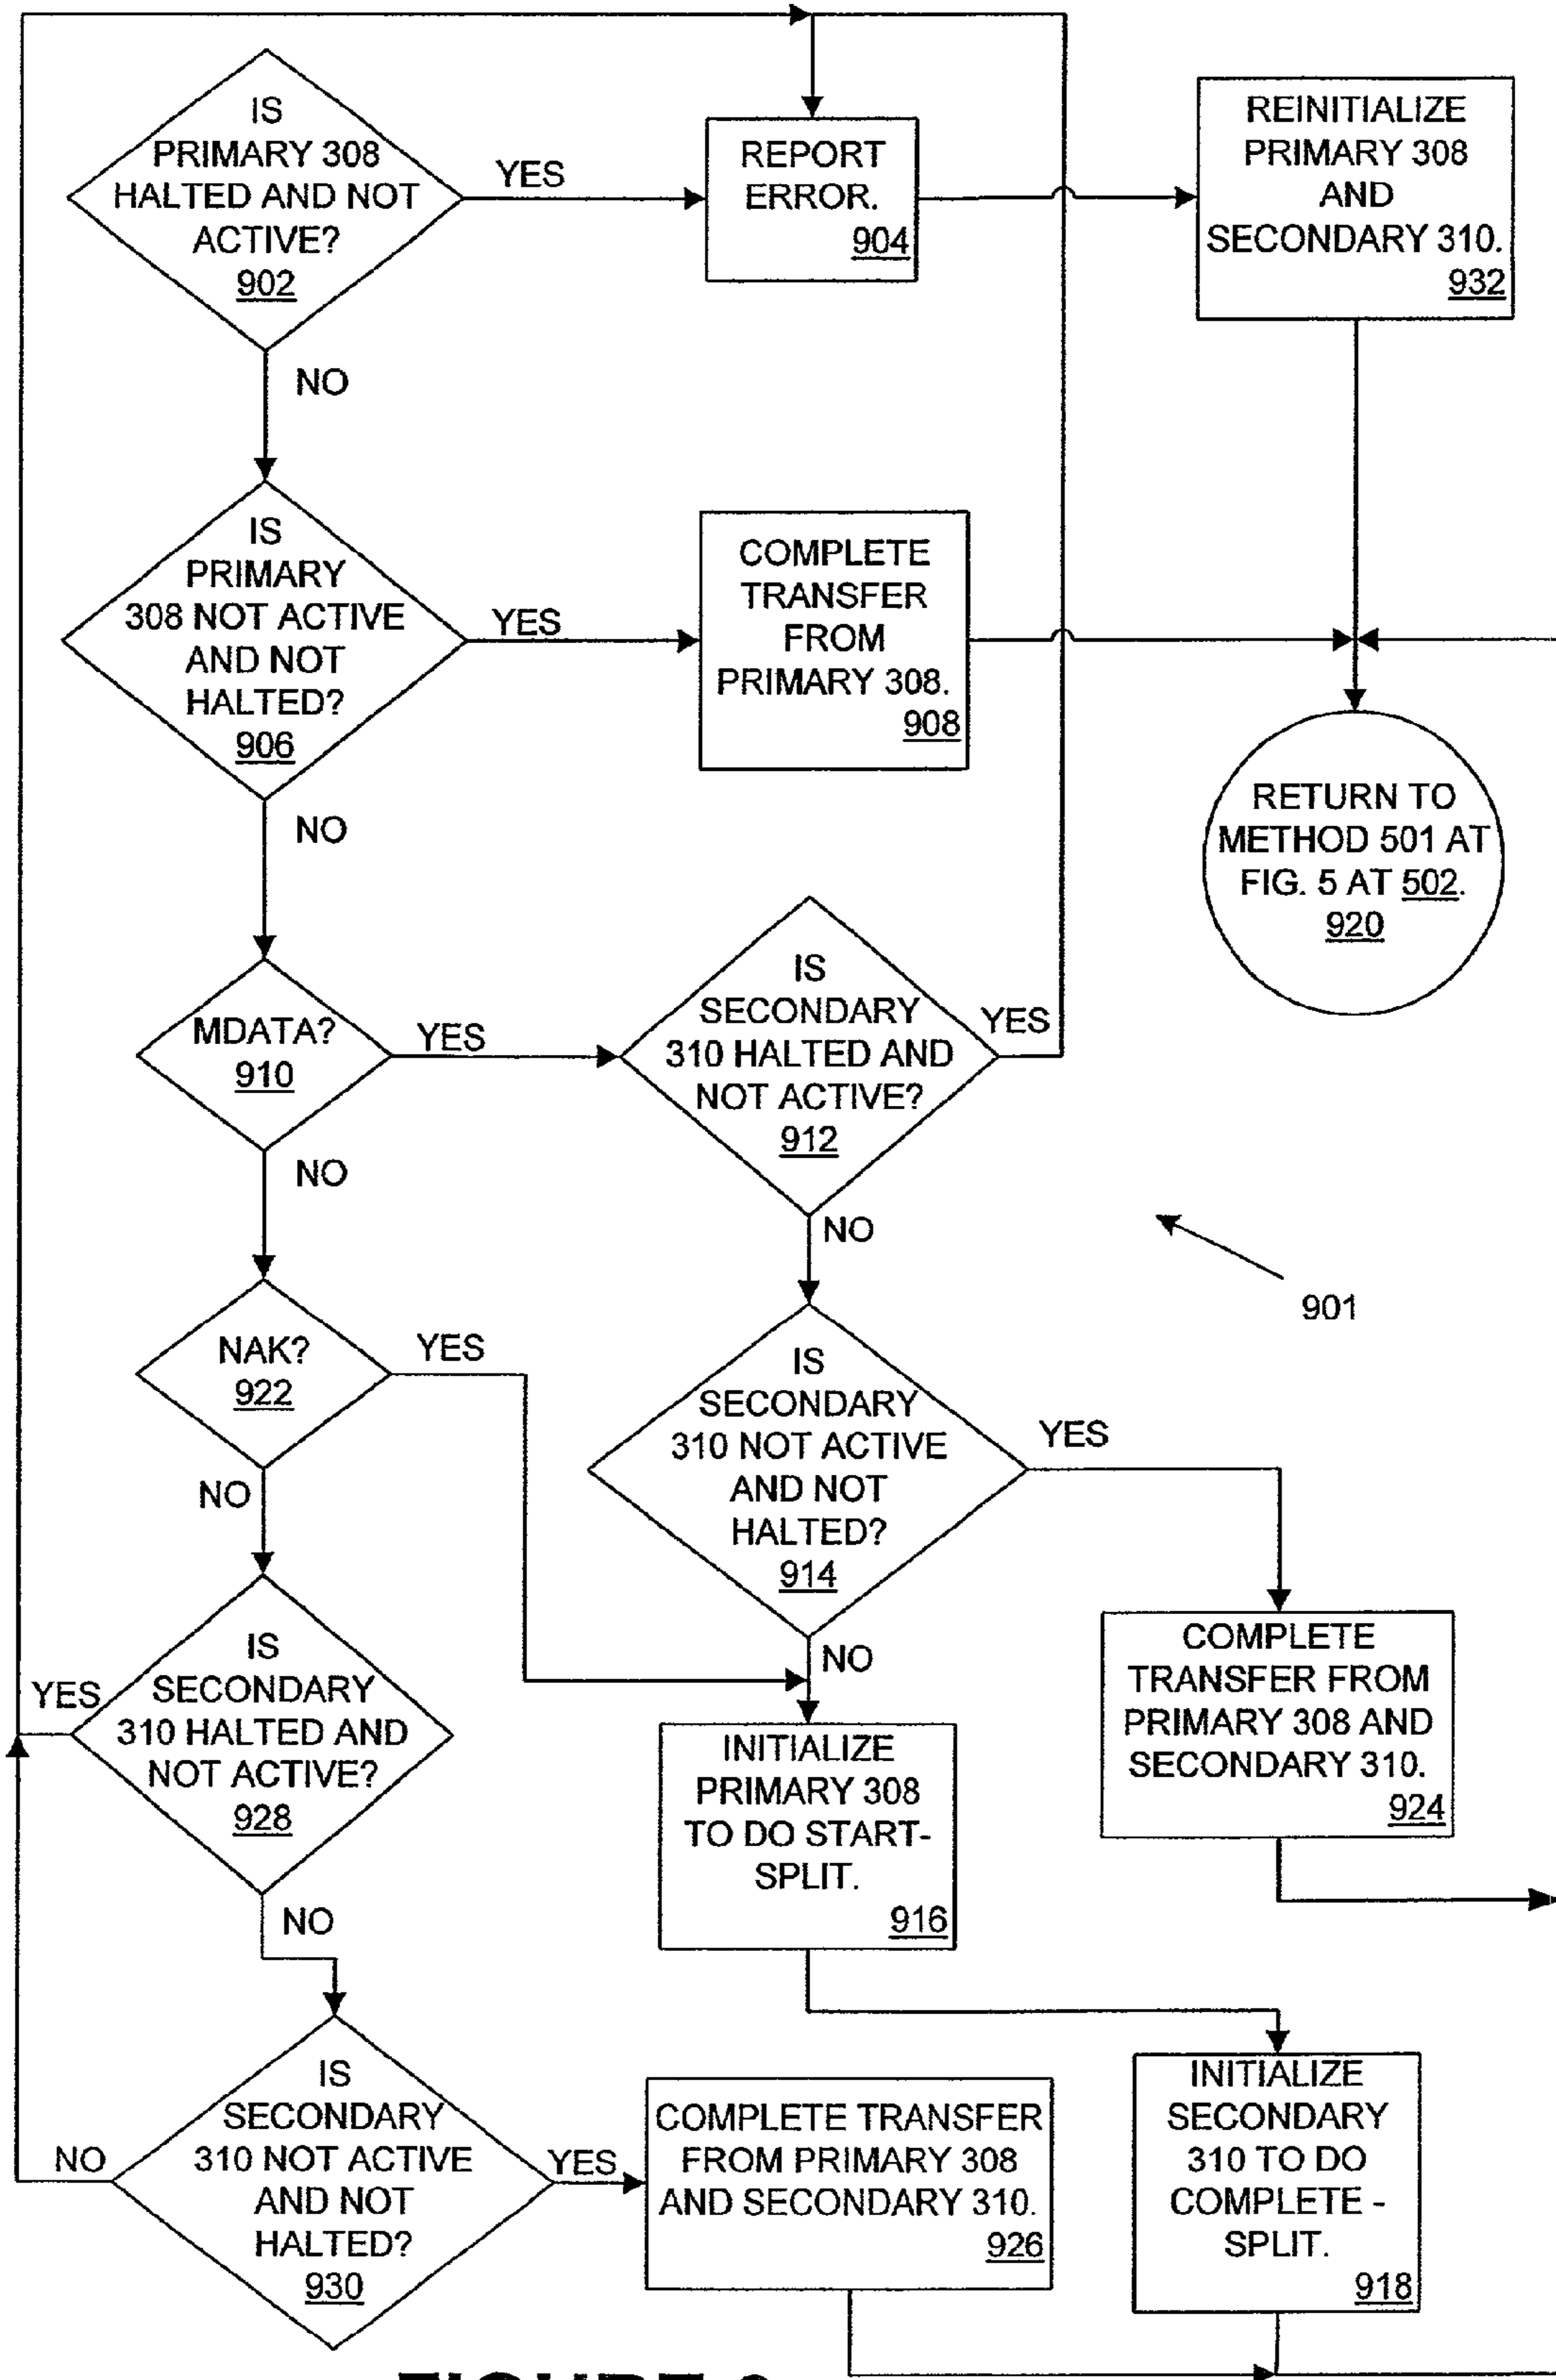 IS
PRIMARY 308
HALTED AND NOT
ACTIVE?
902
YES
NO
REPORT
ERROR.
904
REINITIALIZE
PRIMARY 308
AND
SECONDARY 310.
932
IS
PRIMARY
308 NOT ACTIVE
AND NOT
HALTED?
906
YES
NO
COMPLETE
TRANSFER
FROM
PRIMARY 308.
908
RETURN TO
METHOD 501 AT
FIG. 5 AT 502.
920
MDATA?
910
YES
NO
IS
SECONDARY
310 HALTED AND
NOT ACTIVE?
912
YES
NO
901
NAK?
922
YES
NO
IS
SECONDARY
310 NOT ACTIVE
AND NOT
HALTED?
914
YES
NO
IS
SECONDARY
310 HALTED AND
NOT ACTIVE?
928
YES
NO
INITIALIZE
PRIMARY 308
TO DO START-
SPLIT.
916
COMPLETE
TRANSFER FROM
PRIMARY 308 AND
SECONDARY 310.
924
IS
SECONDARY
310 NOT ACTIVE
AND NOT
HALTED?
930
NO
YES
COMPLETE TRANSFER
FROM PRIMARY 308
AND SECONDARY 310.
926
INITIALIZE
SECONDARY
310 TO DO
COMPLETE -
SPLIT.
918